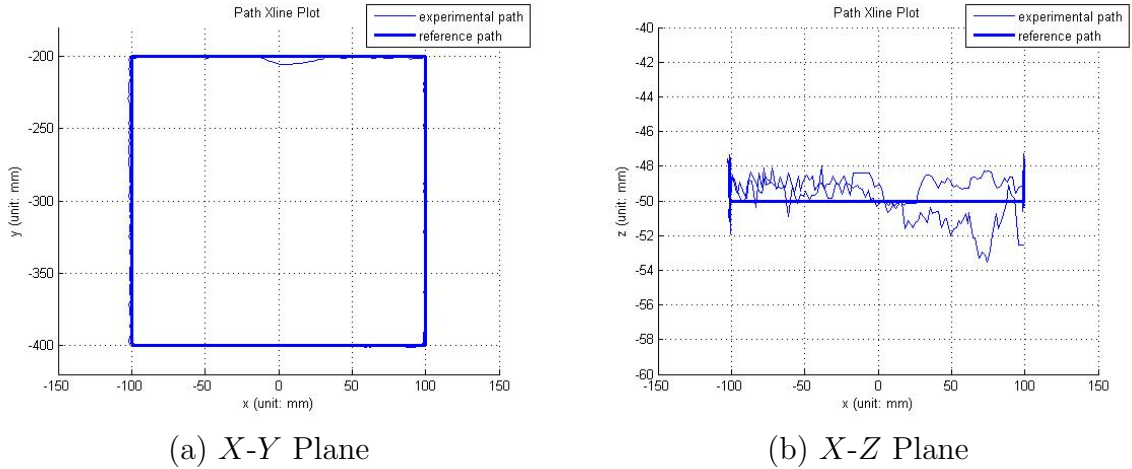 Path Xline Plot
experimental path
reference path
-200
-250
-300
-350
-400
-150 -100 -50 0 50 100 150
x (unit: mm)
y (unit: mm)
(a) X-Y Plane
Path Xline Plot
experimental path
reference path
-40
-42
-44
-46
-48
-50
-52
-54
-56
-58
-60
-150 -100 -50 0 50 100 150
x (unit: mm)
z (unit: mm)
(b) X-Z Plane